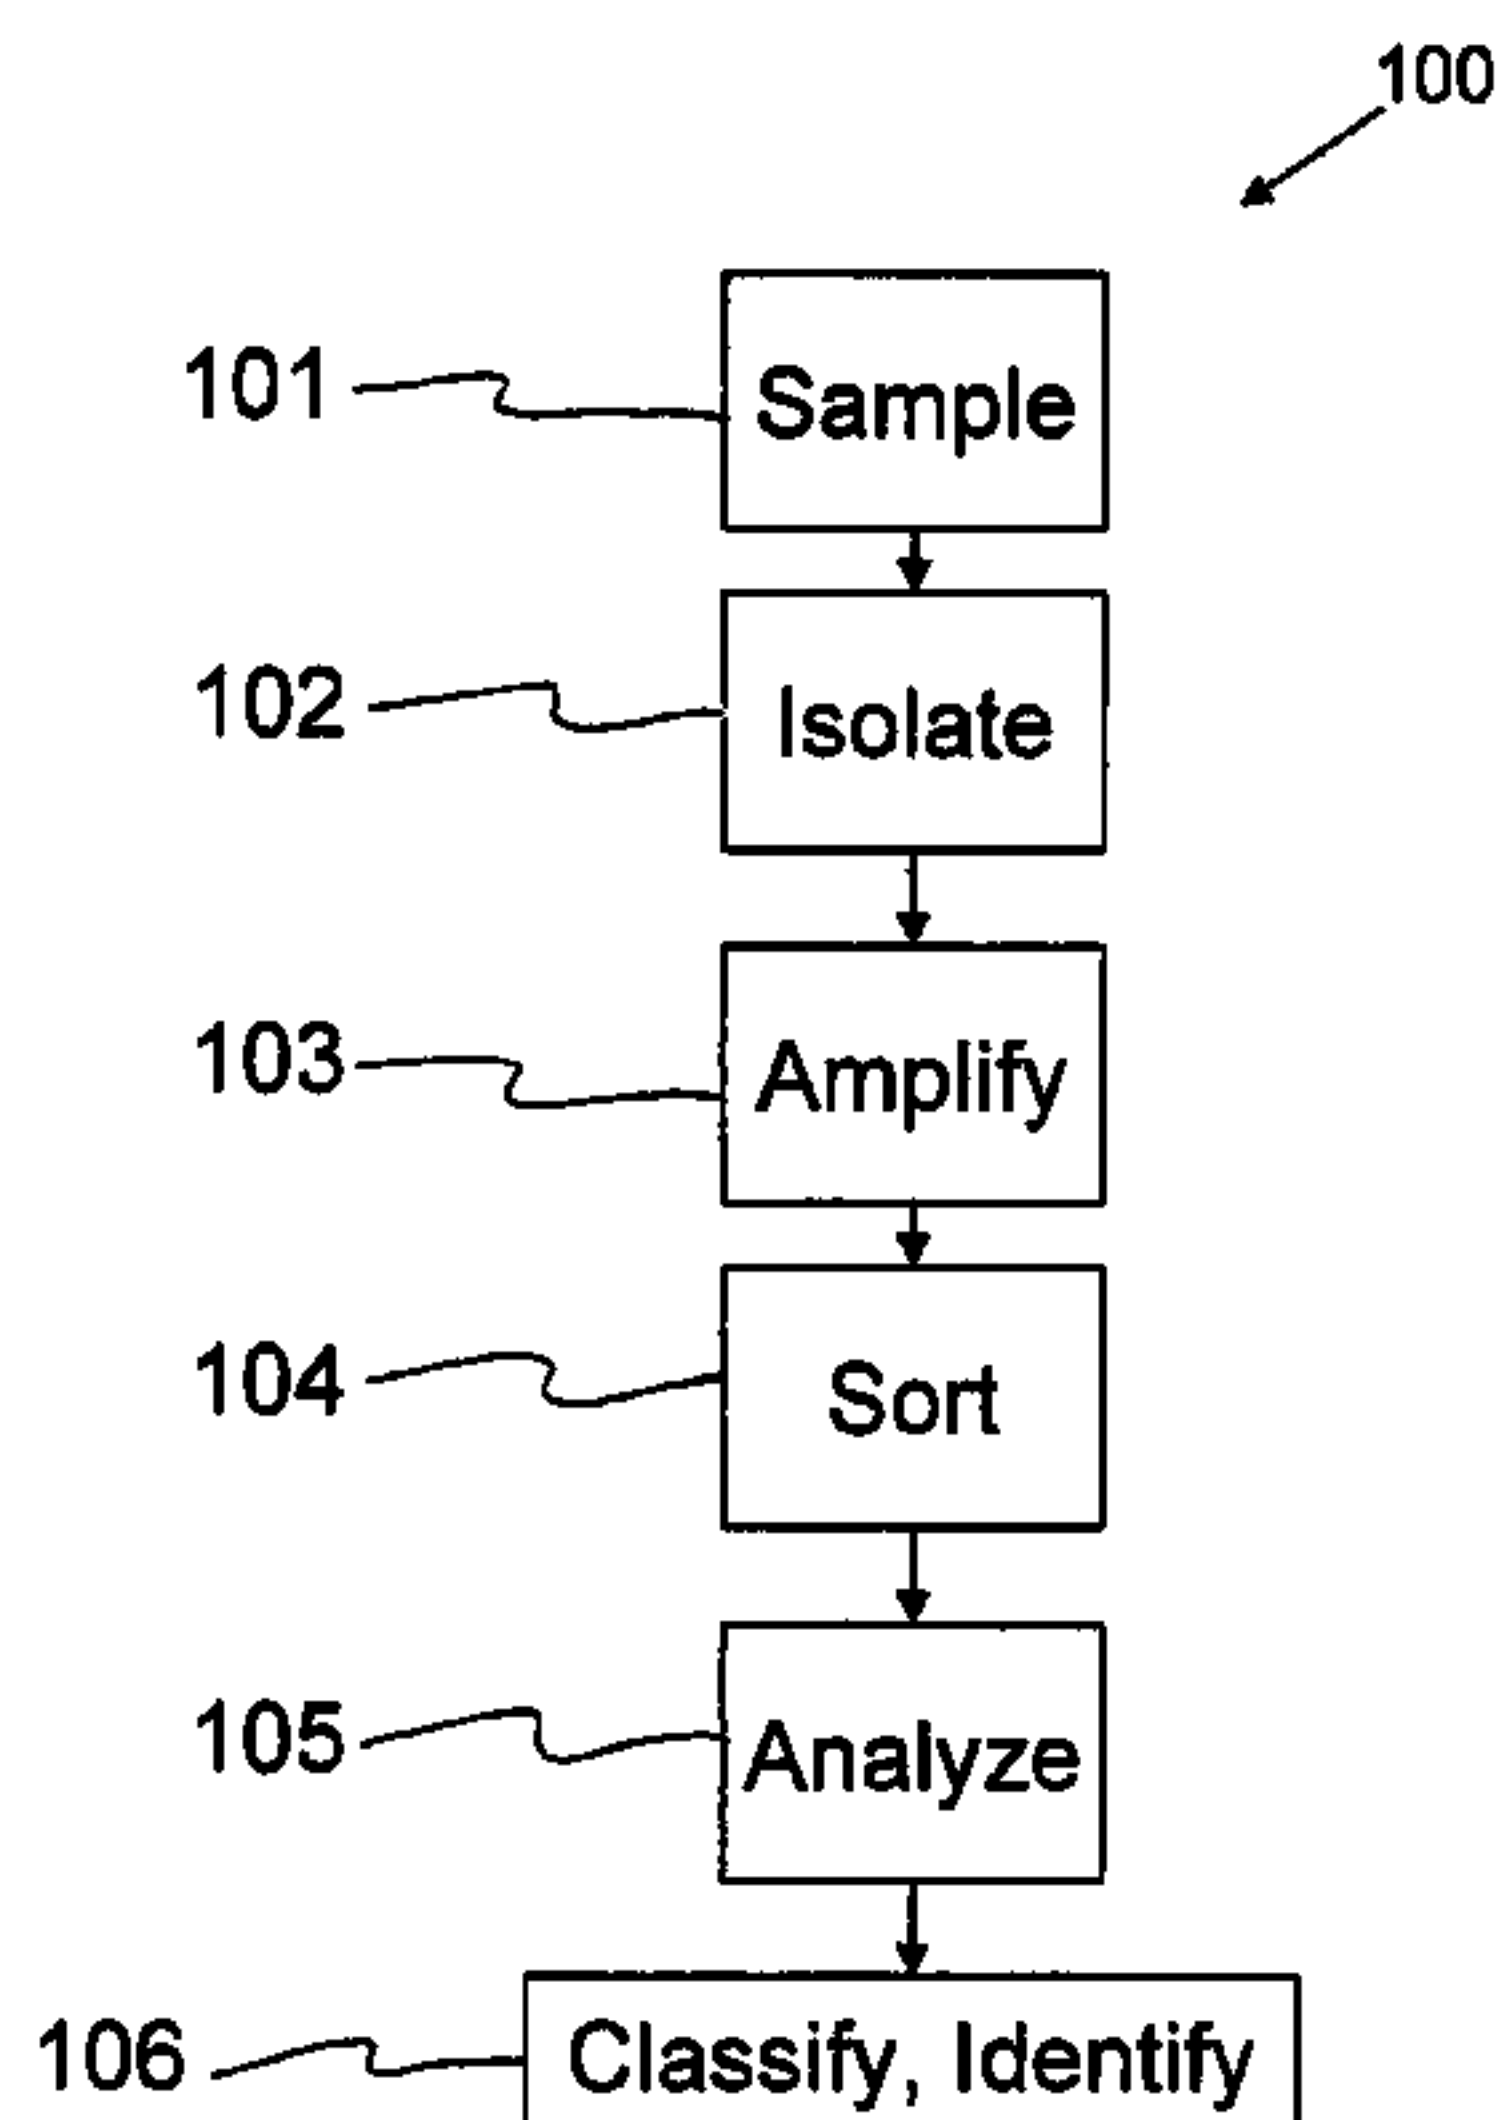 100
101 Sample
102 Isolate
103 Amplify
104 Sort
105 Analyze
106 Classify, Identify